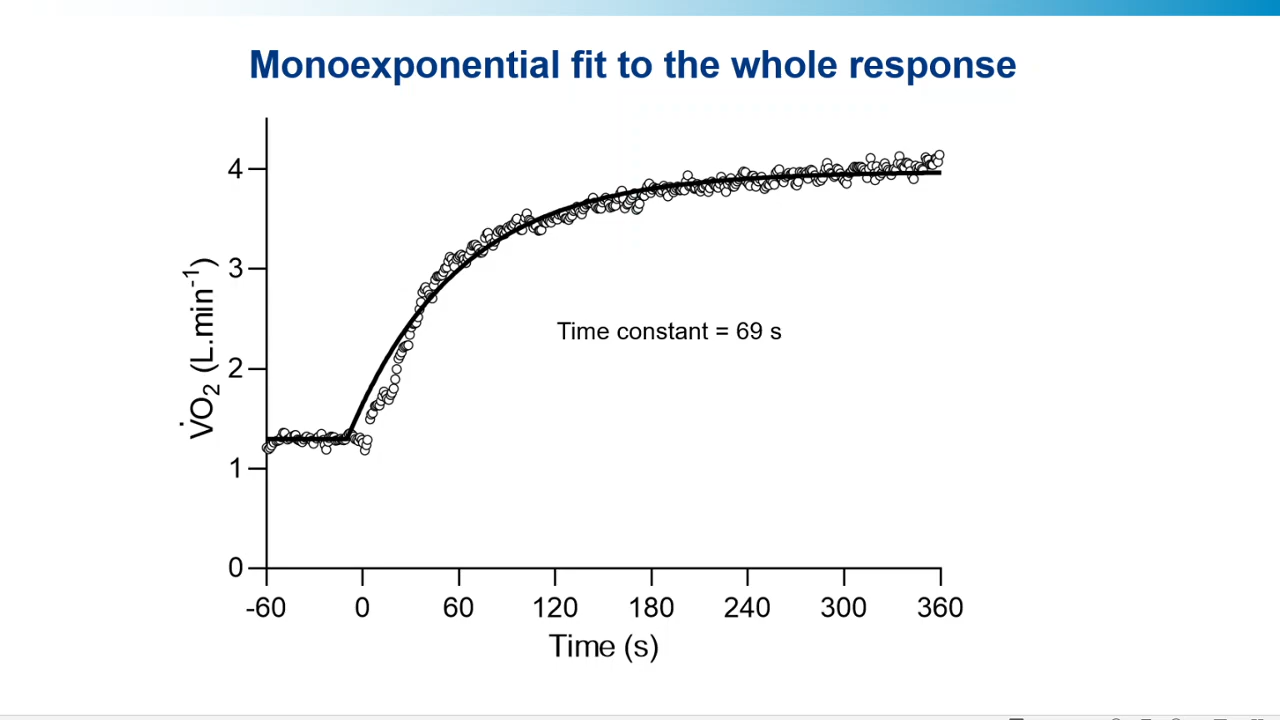 Monoexponential fit to the whole response
4
3
2
1
0
V̇O₂ (L.min⁻¹)
Time constant = 69 s
-60 0 60 120 180 240 300 360
Time (s)